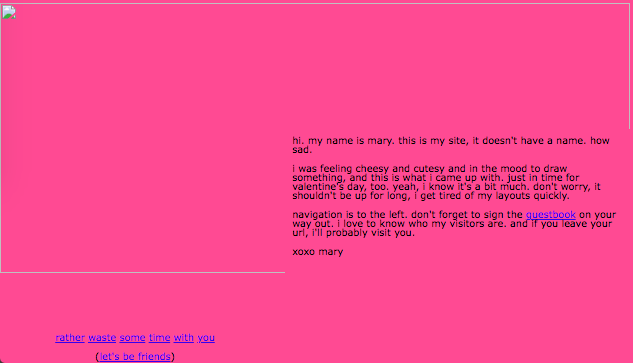 hi. my name is mary. this is my site, it doesn't have a name. how
sad.
i was feeling cheesy and cutesy and in the mood to draw
something, and this is what i came up with. just in time for
valentine's day, too. yeah, i know it's a bit much. don't worry, it
shouldn't be up for long, i get tired of my layouts quickly.
navigation is to the left. don't forget to sign the guestbook on your
way out. i love to know who my visitors are. and if you leave your
url, i'll probably visit you.
xoxo mary
rather waste some time with you
(let's be friends)